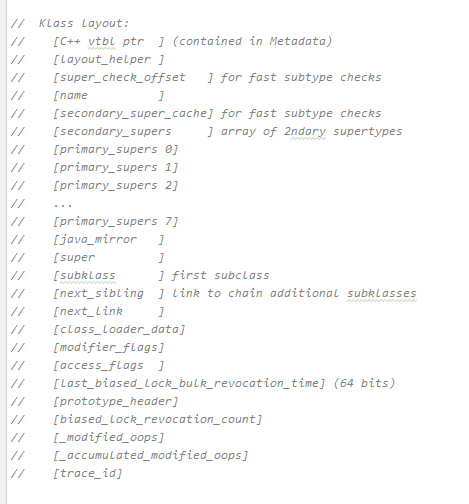 //  Klass layout:
//    [C++ vtbl ptr  ] (contained in Metadata)
//    [layout_helper ]
//    [super_check_offset   ] for fast subtype checks
//    [name          ]
//    [secondary_super_cache] for fast subtype checks
//    [secondary_supers     ] array of 2ndary supertypes
//    [primary_supers 0]
//    [primary_supers 1]
//    [primary_supers 2]
//    ...
//    [primary_supers 7]
//    [java_mirror   ]
//    [super         ]
//    [subklass      ] first subclass
//    [next_sibling  ] link to chain additional subklasses
//    [next_link     ]
//    [class_loader_data]
//    [modifier_flags]
//    [access_flags  ]
//    [last_biased_lock_bulk_revocation_time] (64 bits)
//    [prototype_header]
//    [biased_lock_revocation_count]
//    [_modified_oops]
//    [_accumulated_modified_oops]
//    [trace_id]